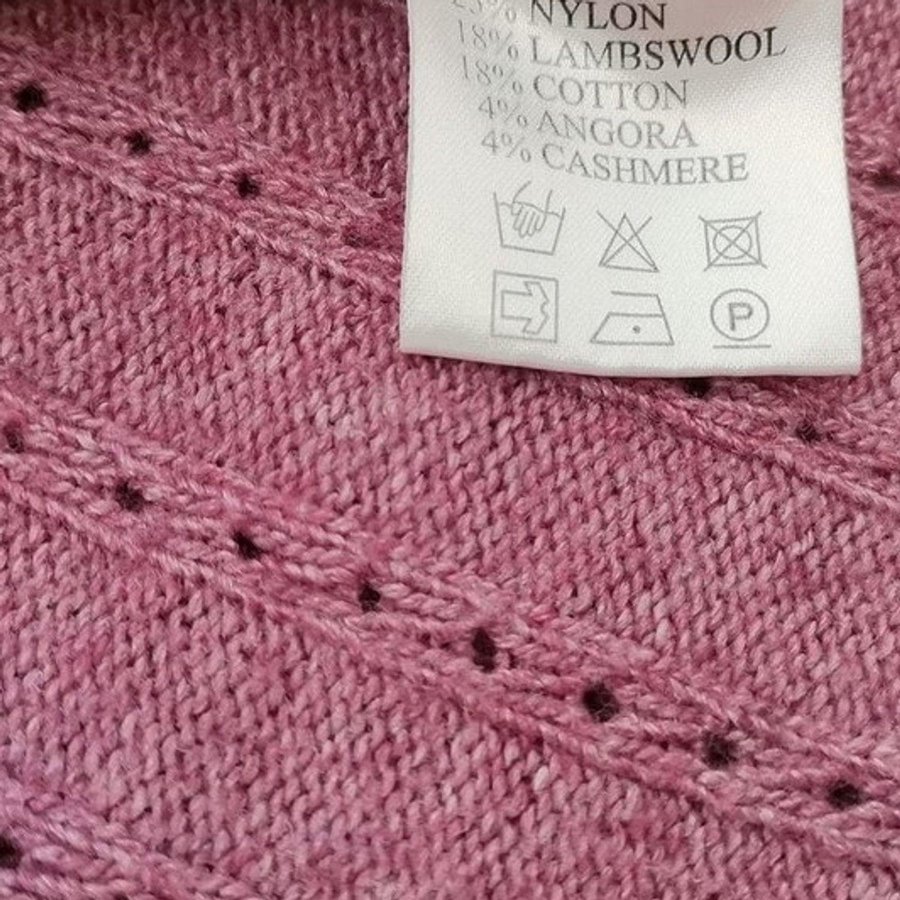 NYLON
18% LAMBSWOOL
18% COTTON
4% ANGORA
4% CASHMERE
P